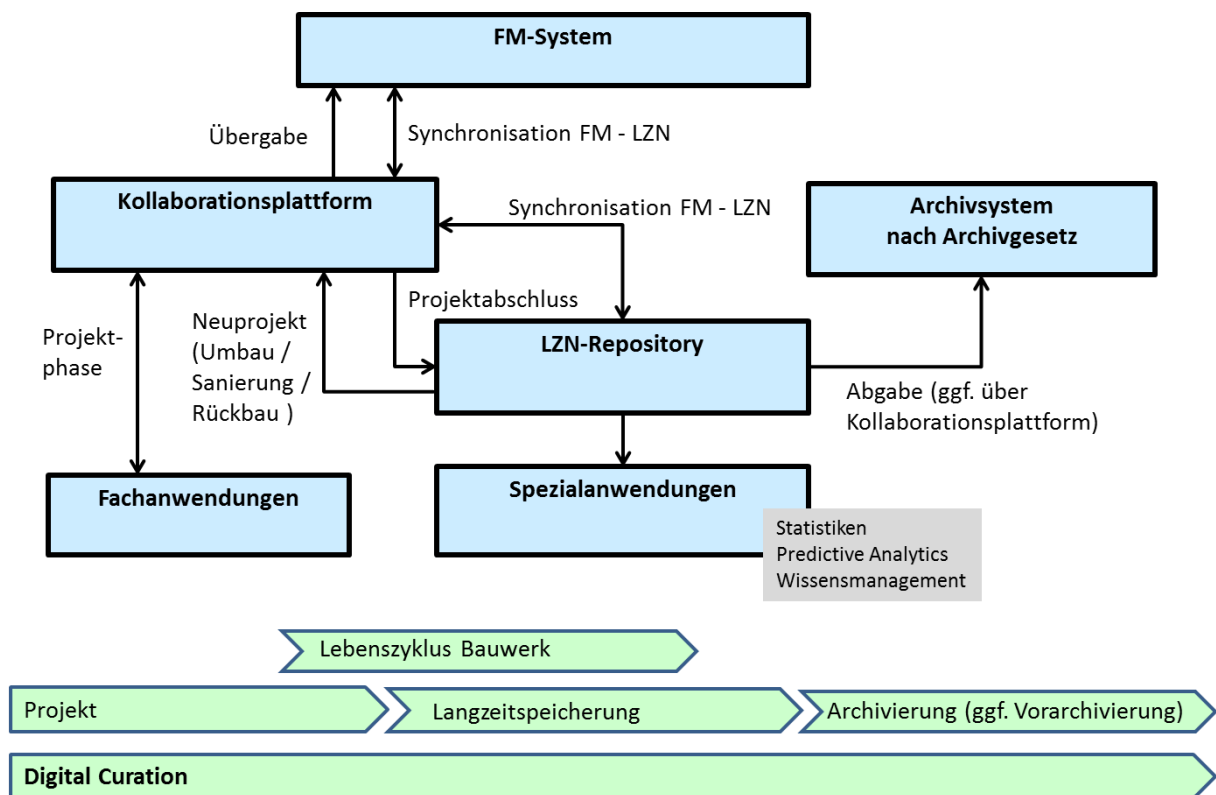 FM-System
Übergabe
Synchronisation FM - LZN
Kollaborationsplattform
Synchronisation FM - LZN
Archivsystem
nach Archivgesetz
Projekt-
phase
Neuprojekt
(Umbau /
Sanierung /
Rückbau )
Projektabschluss
LZN-Repository
Abgabe (ggf. über
Kollaborationsplattform)
Fachanwendungen
Spezialanwendungen
Statistiken
Predictive Analytics
Wissensmanagement
Lebenszyklus Bauwerk
Projekt
Langzeitspeicherung
Archivierung (ggf. Vorarchivierung)
Digital Curation